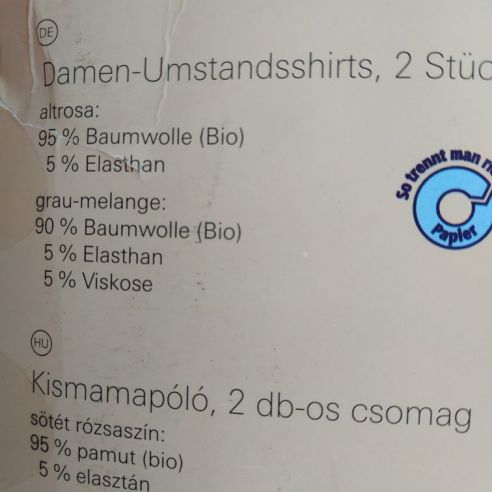 DE
Damen-Umstandsshirts, 2 Stüc
altrosa:
95 % Baumwolle (Bio)
5 % Elasthan
So trennt man
Papier
grau-melange:
90 % Baumwolle (Bio)
5 % Elasthan
5 % Viskose
HU
Kismamapóló, 2 db-os csomag
sötét rózsaszín:
95 % pamut (bio)
5 % elasztán